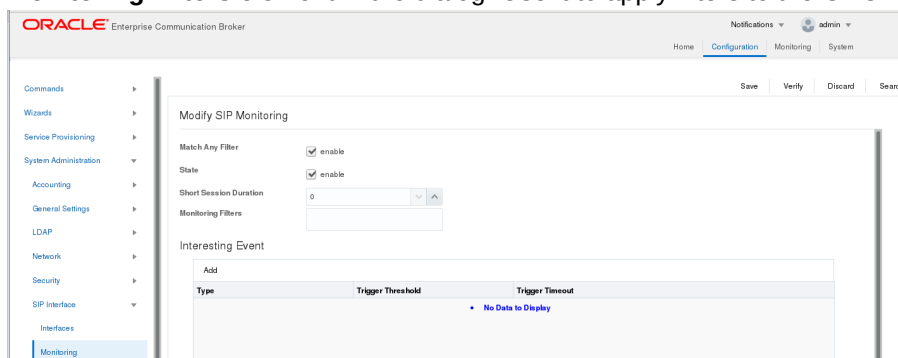 ORACLE Enterprise Communication Broker
Notifications admin
Home Configuration Monitoring System
Save Verify Discard
Commands
Wizards
Service Provisioning
System Administration
Accounting
General Settings
LDAP
Network
Security
SIP Interface
Interfaces
Monitoring
Modify SIP Monitoring
Match Any Filter enable
State enable
Short Session Duration 0
Monitoring Filters
Interesting Event
Add
Type Trigger Threshold Trigger Timeout
• No Data to Display